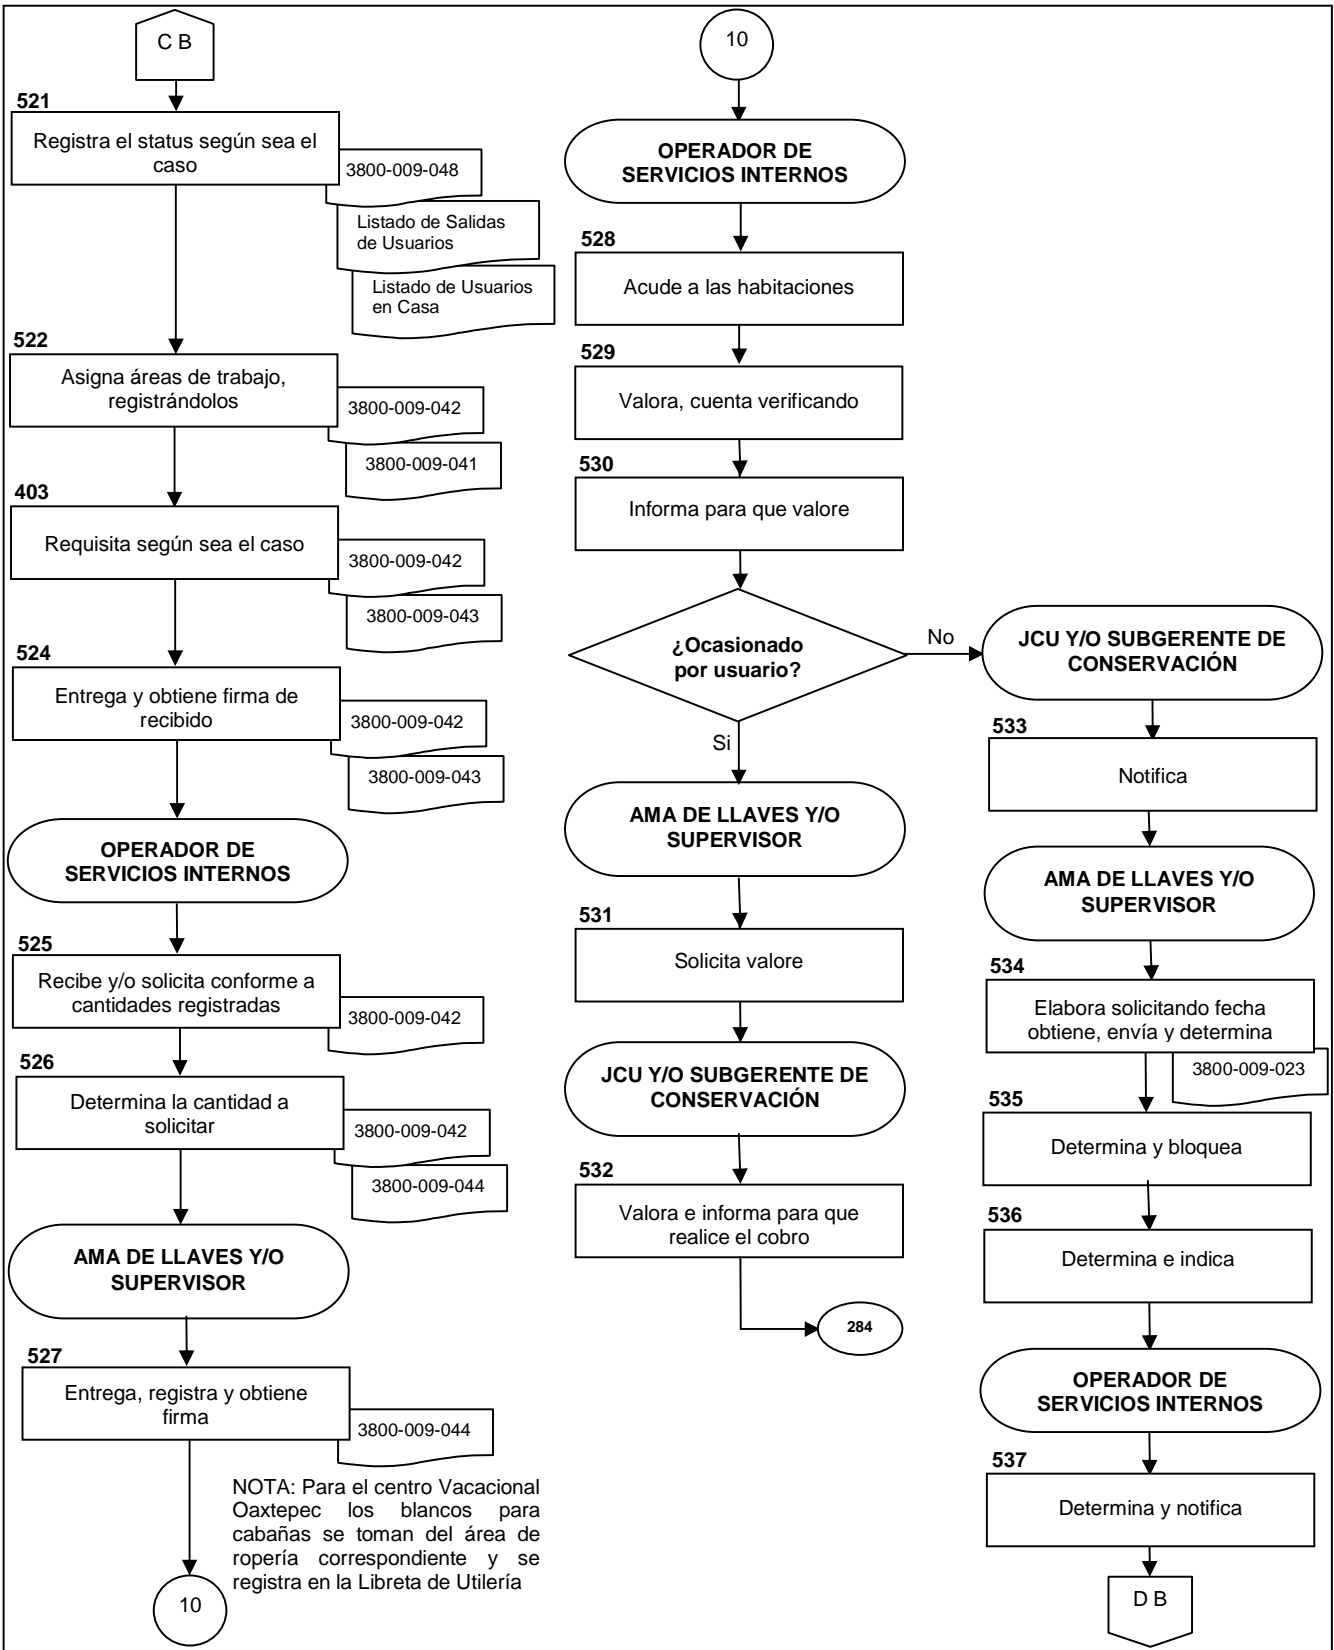 C B
521
Registra el status según sea el
caso
3800-009-048
Listado de Salidas
de Usuarios
Listado de Usuarios
en Casa
522
Asigna áreas de trabajo,
registrándolos
3800-009-042
3800-009-041
403
Requisita según sea el caso
3800-009-042
3800-009-043
524
Entrega y obtiene firma de
recibido
3800-009-042
3800-009-043
OPERADOR DE
SERVICIOS INTERNOS
525
Recibe y/o solicita conforme a
cantidades registradas
3800-009-042
526
Determina la cantidad a
solicitar
3800-009-042
3800-009-044
AMA DE LLAVES Y/O
SUPERVISOR
527
Entrega, registra y obtiene
firma
3800-009-044
NOTA: Para el centro Vacacional
Oaxtepec los blancos para
cabañas se toman del área de
ropería correspondiente y se
registra en la Libreta de Utilería
10
10
OPERADOR DE
SERVICIOS INTERNOS
528
Acude a las habitaciones
529
Valora, cuenta verificando
530
Informa para que valore
¿Ocasionado
por usuario?
No
Si
AMA DE LLAVES Y/O
SUPERVISOR
531
Solicita valore
JCU Y/O SUBGERENTE DE
CONSERVACIÓN
532
Valora e informa para que
realice el cobro
284
JCU Y/O SUBGERENTE DE
CONSERVACIÓN
533
Notifica
AMA DE LLAVES Y/O
SUPERVISOR
534
Elabora solicitando fecha
obtiene, envía y determina
3800-009-023
535
Determina y bloquea
536
Determina e indica
OPERADOR DE
SERVICIOS INTERNOS
537
Determina y notifica
D B